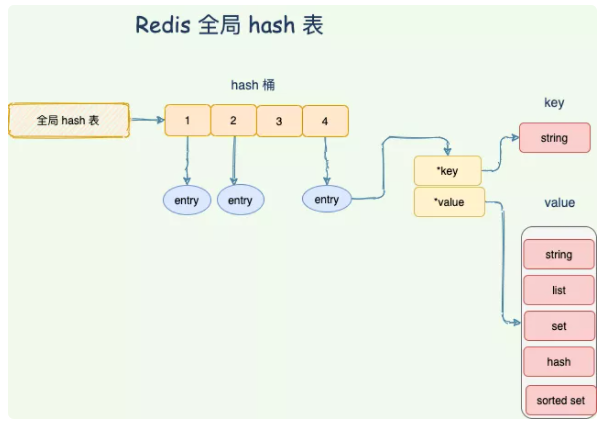 Redis 全局 hash 表
hash 桶
key
全局 hash 表
1
2
3
4
string
*key
entry
entry
entry
*value
value
string
list
set
hash
sorted set